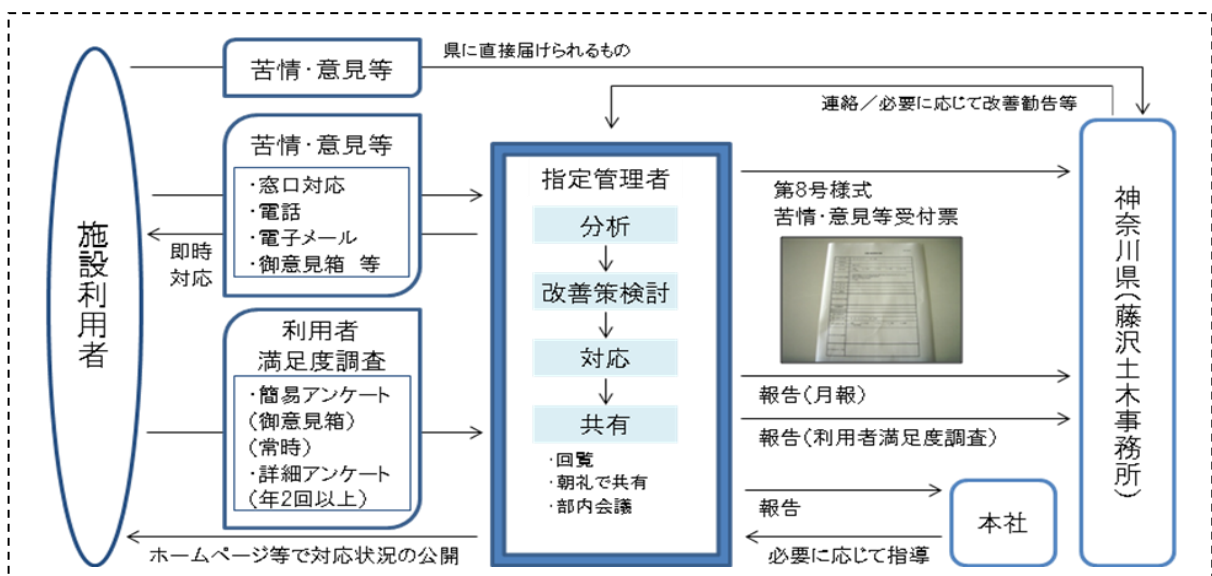 施設利用者
苦情・意見等
県に直接届けられるもの
連絡／必要に応じて改善勧告等
苦情・意見等
・窓口対応
・電話
・電子メール
・御意見箱 等
即時
対応
利用者
満足度調査
・簡易アンケート
(御意見箱)
(常時)
・詳細アンケート
(年2回以上)
ホームページ等で対応状況の公開
指定管理者
分析
改善策検討
対応
共有
・回覧
・朝礼で共有
・部内会議
第8号様式
苦情・意見等受付票
報告(月報)
報告(利用者満足度調査)
報告
必要に応じて指導
本社
神奈川県(藤沢土木事務所)